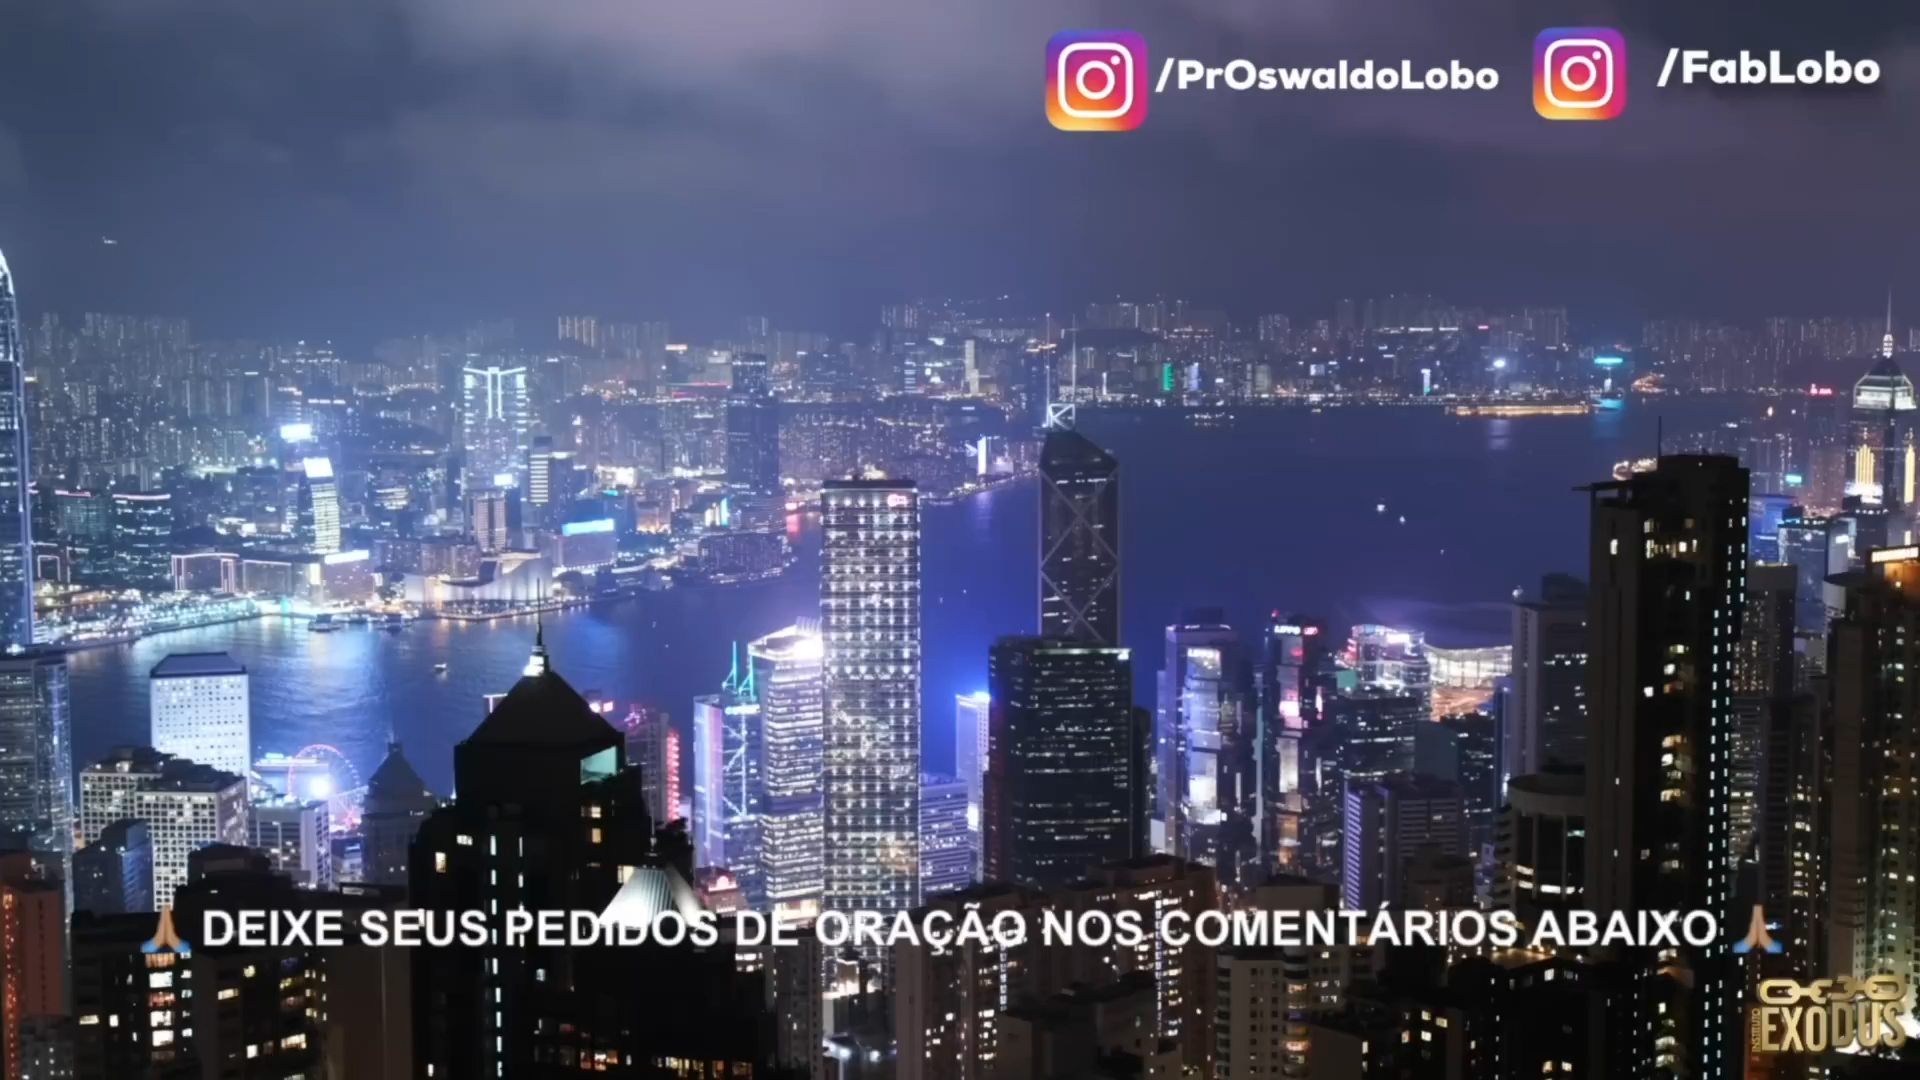 /PrOswaldoLobo
/FabLobo
🙏 DEIXE SEUS PEDIDOS DE ORAÇÃO NOS COMENTÁRIOS ABAIXO 🙏
INSTITUTO
EXODUS